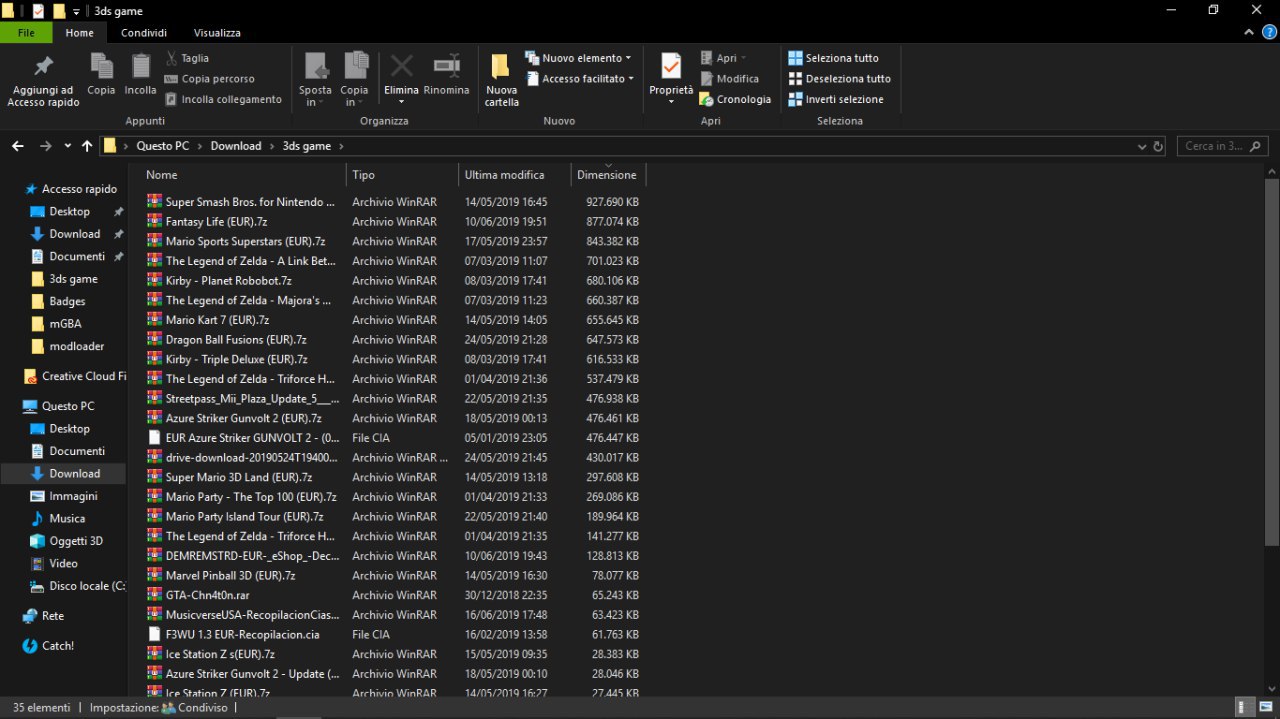 3ds game
File Home Condividi Visualizza
Aggiungi ad Accesso rapido
Copia
Incolla
Taglia
Copia percorso
Incolla collegamento
Appunti
Sposta in
Copia in
Elimina
Rinomina
Organizza
Nuova cartella
Nuovo elemento
Accesso facilitato
Nuovo
Proprietà
Apri
Modifica
Cronologia
Apri
Seleziona tutto
Deseleziona tutto
Inverti selezione
Seleziona
Questo PC > Download > 3ds game >
Cerca in 3...
Accesso rapido
Desktop
Download
Documenti
3ds game
Badges
mGBA
modloader
Creative Cloud Fi
Questo PC
Desktop
Documenti
Download
Immagini
Musica
Oggetti 3D
Video
Disco locale (C:)
Rete
Catch!
Nome Tipo Ultima modifica Dimensione
Super Smash Bros. for Nintendo ... Archivio WinRAR 14/05/2019 16:45 927.690 KB
Fantasy Life (EUR).7z Archivio WinRAR 10/06/2019 19:51 877.074 KB
Mario Sports Superstars (EUR).7z Archivio WinRAR 17/05/2019 23:57 843.382 KB
The Legend of Zelda - A Link Bet... Archivio WinRAR 07/03/2019 11:07 701.023 KB
Kirby - Planet Robobot.7z Archivio WinRAR 08/03/2019 17:41 680.106 KB
The Legend of Zelda - Majora's ... Archivio WinRAR 07/03/2019 11:23 660.387 KB
Mario Kart 7 (EUR).7z Archivio WinRAR 14/05/2019 14:05 655.645 KB
Dragon Ball Fusions (EUR).7z Archivio WinRAR 24/05/2019 21:28 647.573 KB
Kirby - Triple Deluxe (EUR).7z Archivio WinRAR 08/03/2019 17:41 616.533 KB
The Legend of Zelda - Triforce H... Archivio WinRAR 01/04/2019 21:36 537.479 KB
Streetpass_Mii_Plaza_Update_5__... Archivio WinRAR 22/05/2019 21:35 476.938 KB
Azure Striker Gunvolt 2 (EUR).7z Archivio WinRAR 18/05/2019 00:13 476.461 KB
EUR Azure Striker GUNVOLT 2 - (0... File CIA 05/01/2019 23:05 476.447 KB
drive-download-20190524T19400... Archivio WinRAR ... 24/05/2019 21:45 430.017 KB
Super Mario 3D Land (EUR).7z Archivio WinRAR 14/05/2019 13:18 297.608 KB
Mario Party - The Top 100 (EUR).7z Archivio WinRAR 01/04/2019 21:33 269.086 KB
Mario Party Island Tour (EUR).7z Archivio WinRAR 22/05/2019 21:40 189.964 KB
The Legend of Zelda - Triforce H... Archivio WinRAR 01/04/2019 21:35 141.277 KB
DEMREMSTRD-EUR-_eShop_-Dec... Archivio WinRAR 10/06/2019 19:43 128.813 KB
Marvel Pinball 3D (EUR).7z Archivio WinRAR 14/05/2019 16:30 78.077 KB
GTA-Chn4t0n.rar Archivio WinRAR 30/12/2018 22:35 65.243 KB
MusicverseUSA-RecopilacionCias... Archivio WinRAR 16/06/2019 17:48 63.423 KB
F3WU 1.3 EUR-Recopilacion.cia File CIA 16/02/2019 13:58 61.763 KB
Ice Station Z s(EUR).7z Archivio WinRAR 15/05/2019 09:35 28.383 KB
Azure Striker Gunvolt 2 - Update (... Archivio WinRAR 18/05/2019 00:10 28.046 KB
Ice Station Z (EUR).7z Archivio WinRAR 14/05/2019 16:27 27.445 KB
35 elementi Impostazione: Condiviso